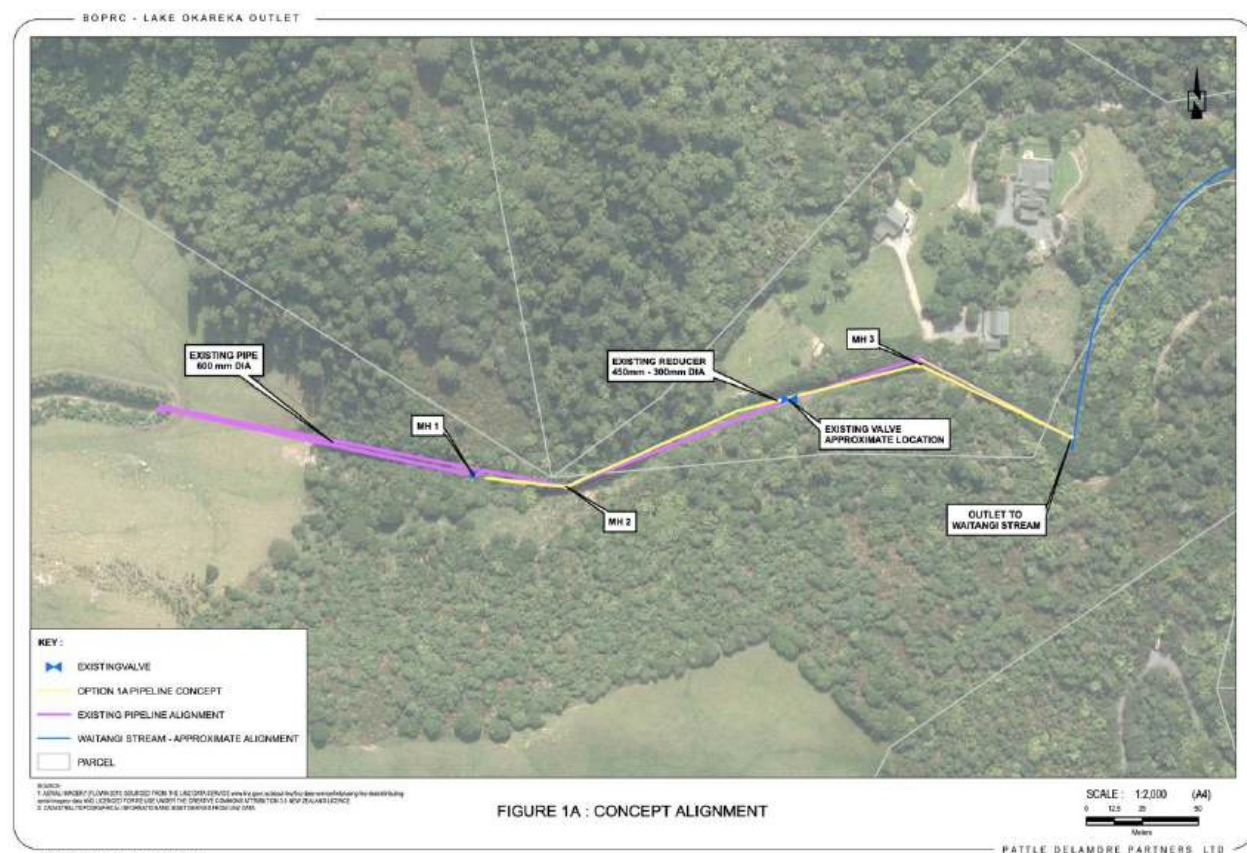 BOPRC - LAKE OKAREKA OUTLET
N
EXISTING PIPE
600 mm DIA
MH 1
MH 2
EXISTING REDUCER
450mm - 300mm DIA
MH 3
EXISTING VALVE
APPROXIMATE LOCATION
OUTLET TO
WAITANGI STREAM
KEY :
EXISTINGVALVE
OPTION 1A PIPELINE CONCEPT
EXISTING PIPELINE ALIGNMENT
WAITANGI STREAM - APPROXIMATE ALIGNMENT
PARCEL
FIGURE 1A : CONCEPT ALIGNMENT
SCALE : 1:2,000 (A4)
0 12.5 25 50
Meters
PATTLE DELAMORE PARTNERS LTD